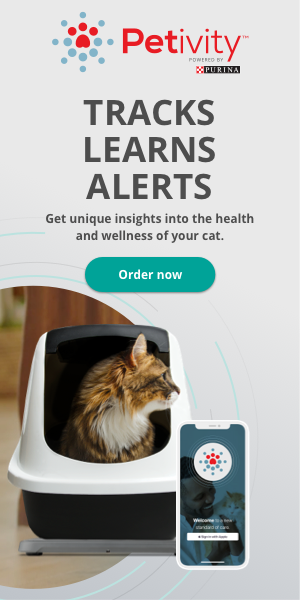 Petivity™
POWERED BY
PURINA
TRACKS
LEARNS
ALERTS
Get unique insights into the health
and wellness of your cat.
Order now
Welcome to a new
standard of care.
Sign in with Apple